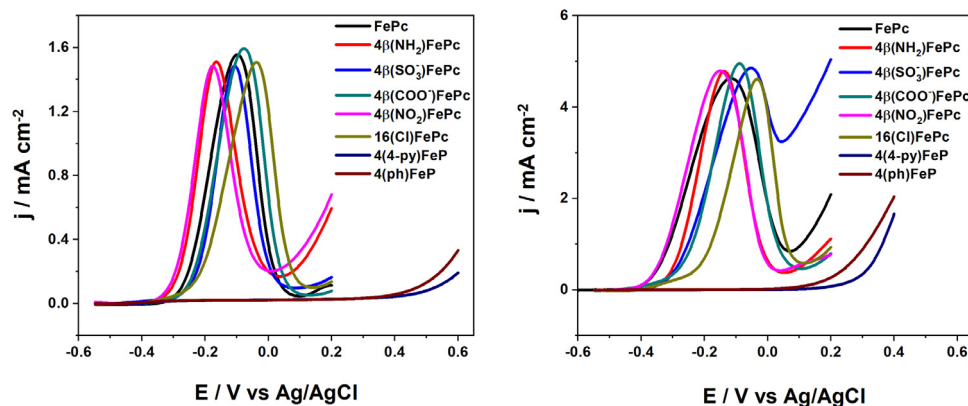 1.6
1.2
0.8
0.4
0.0
-0.6
-0.4
-0.2
0.0
0.2
0.4
0.6
j / mA cm⁻²
E / V vs Ag/AgCl
FePc
4β(NH₂)FePc
4β(SO₃⁻)FePc
4β(COO⁻)FePc
4β(NO₂)FePc
16(Cl)FePc
4(4-py)FeP
4(ph)FeP
6
4
2
0
-0.6
-0.4
-0.2
0.0
0.2
0.4
0.6
j / mA cm⁻²
E / V vs Ag/AgCl
FePc
4β(NH₂)FePc
4β(SO₃⁻)FePc
4β(COO⁻)FePc
4β(NO₂)FePc
16(Cl)FePc
4(4-py)FeP
4(ph)FeP